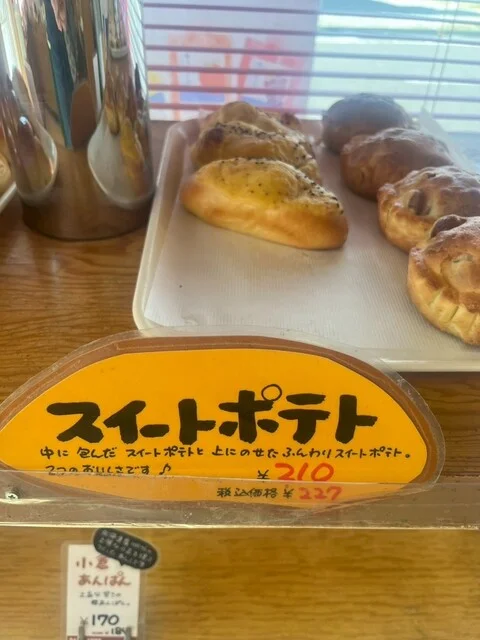 スイートポテト
中に包んだ スイートポテトと 上にのせた ふんわりスイートポテト。
2つのおいしさです♪
¥210
税込価格 ¥227
小倉
あんぱん
¥170